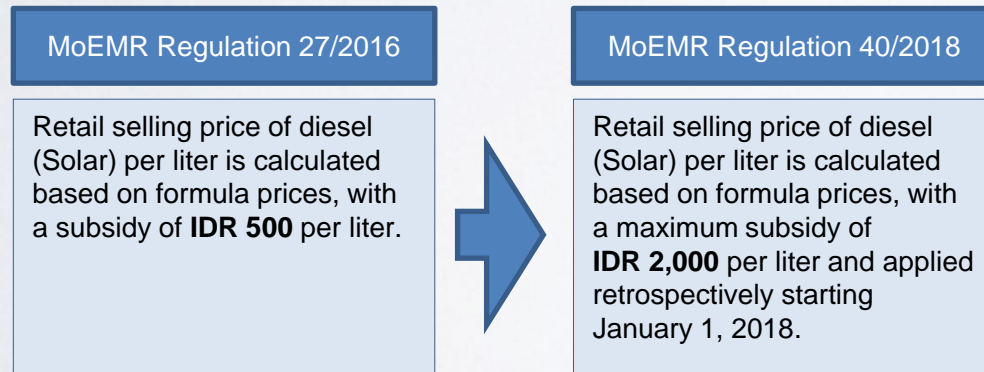 MoEMR Regulation 27/2016
Retail selling price of diesel
(Solar) per liter is calculated
based on formula prices, with
a subsidy of IDR 500 per liter.
MoEMR Regulation 40/2018
Retail selling price of diesel
(Solar) per liter is calculated
based on formula prices, with
a maximum subsidy of
IDR 2,000 per liter and applied
retrospectively starting
January 1, 2018.